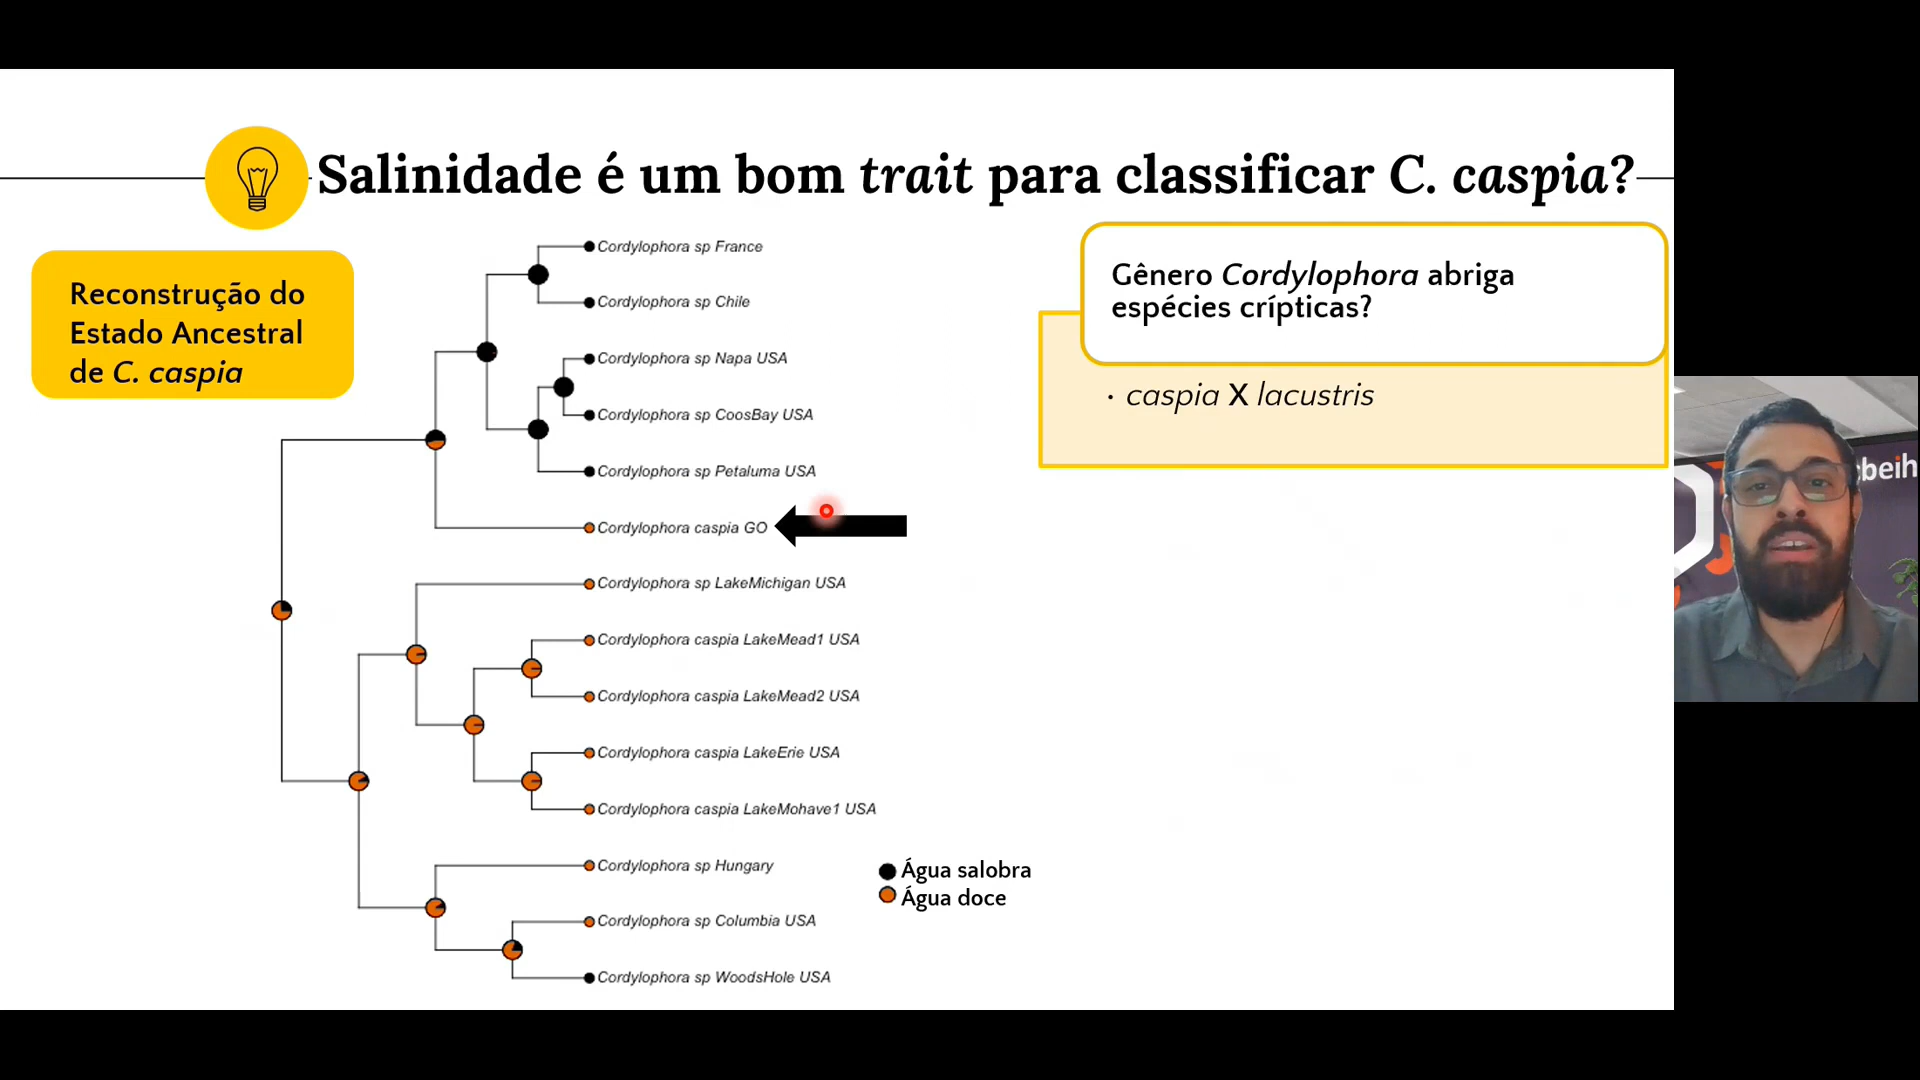 Salinidade é um bom trait para classificar C. caspia?
Reconstrução do
Estado Ancestral
de C. caspia
Cordylophora sp France
Cordylophora sp Chile
Cordylophora sp Napa USA
Cordylophora sp CoosBay USA
Cordylophora sp Petaluma USA
Cordylophora caspia GO
Cordylophora sp LakeMichigan USA
Cordylophora caspia LakeMead1 USA
Cordylophora caspia LakeMead2 USA
Cordylophora caspia LakeErie USA
Cordylophora caspia LakeMohave1 USA
Cordylophora sp Hungary
Cordylophora sp Columbia USA
Cordylophora sp WoodsHole USA
Água salobra
Água doce
Gênero Cordylophora abriga
espécies crípticas?
· caspia X lacustris
cbeih